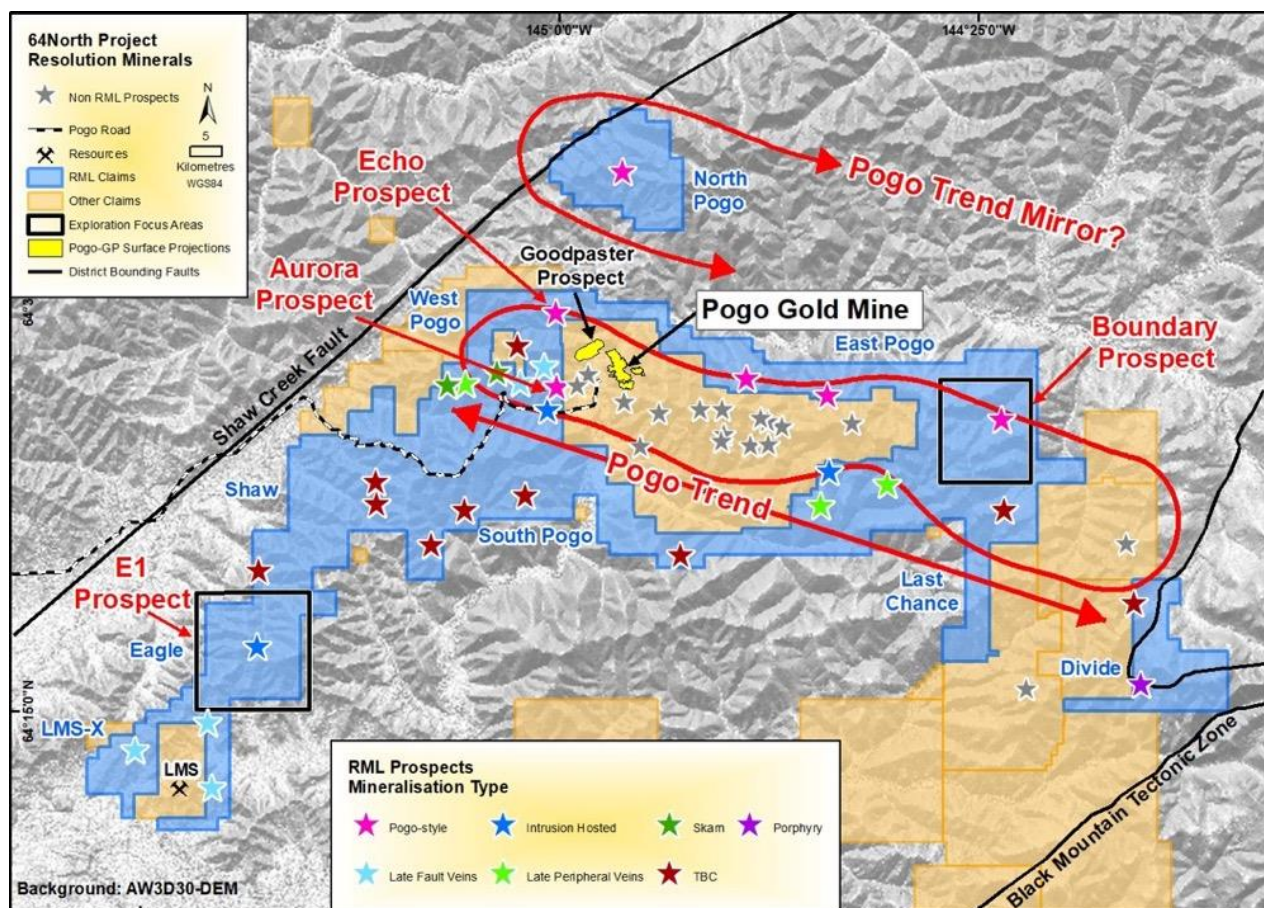 145°0'0"W
144°25'0"W
64North Project
Resolution Minerals
Non RML Prospects
N
Pogo Road
5
Resources
Kilometres
WGS84
RML Claims
Other Claims
Exploration Focus Areas
Pogo-GP Surface Projections
District Bounding Faults
Echo
Prospect
North
Pogo
Pogo Trend Mirror?
Goodpaster
Prospect
Aurora
Prospect
West
Pogo
Pogo Gold Mine
64°3
East Pogo
Boundary
Prospect
Shaw Creek Fault
Pogo Trend
Shaw
South Pogo
E1
Prospect
Last
Chance
Eagle
Divide
64°15'0"N
LMS-X
LMS
RML Prospects
Mineralisation Type
Pogo-style
Intrusion Hosted
Skarn
Porphyry
Late Fault Veins
Late Peripheral Veins
TBC
Black Mountain Tectonic Zone
Background: AW3D30-DEM